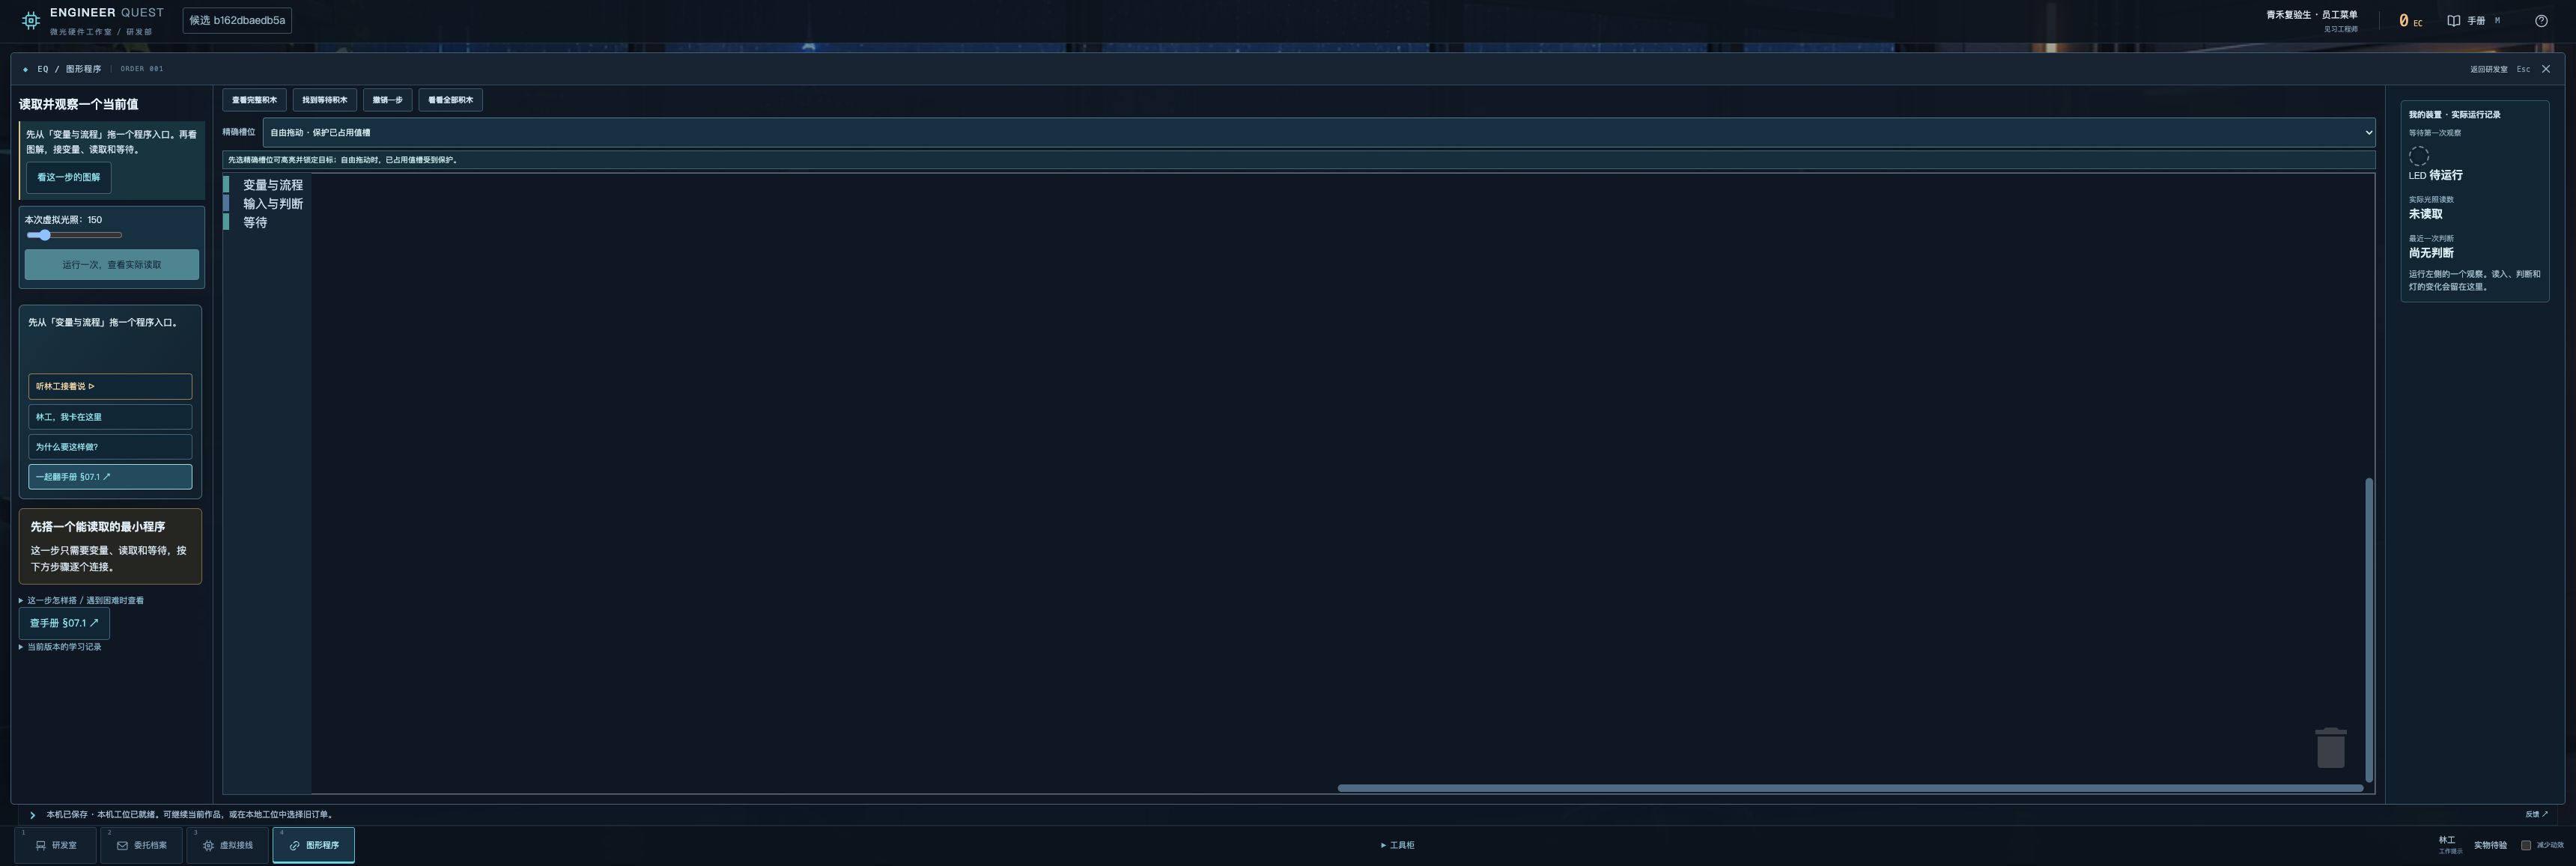 ENGINEER QUEST
微光硬件工作室 / 研发部
候选 b162dbaedb5a
青禾复验生 · 员工菜单
见习工程师
0 EC
手册 M
EQ / 图形程序 | ORDER 001
返回研发室 Esc
读取并观察一个当前值
先从「变量与流程」拖一个程序入口。再看
图解，接变量、读取和等待。
看这一步的图解
本次虚拟光照：150
运行一次，查看实际读取
先从「变量与流程」拖一个程序入口。
听林工接着说
林工，我卡在这里
为什么要这样做？
一起翻手册 §07.1 ↗
先搭一个能读取的最小程序
这一步只需要变量、读取和等待，按
下方步骤逐个连接。
这一步怎样搭 / 遇到困难时查看
查手册 §07.1 ↗
当前版本的学习记录
查看完整积木
找到等待积木
撤销一步
看看全部积木
精确槽位
自由拖动 · 保护已占用值槽
先选精确槽位可高亮并锁定目标；自由拖动时，已占用值槽受到保护。
变量与流程
输入与判断
等待
我的装置 · 实际运行记录
等待第一次观察
LED 待运行
实际光照读数
未读取
最近一次判断
尚无判断
运行左侧的一个观察。读入、判断和
灯的变化会留在这里。
本机已保存 · 本机工位已就绪。可继续当前作品，或在本地工位中选择旧订单。
反馈 ↗
1 研发室
2 委托档案
3 虚拟接线
4 图形程序
工具柜
林工
工作提示
实物待验
减少动效